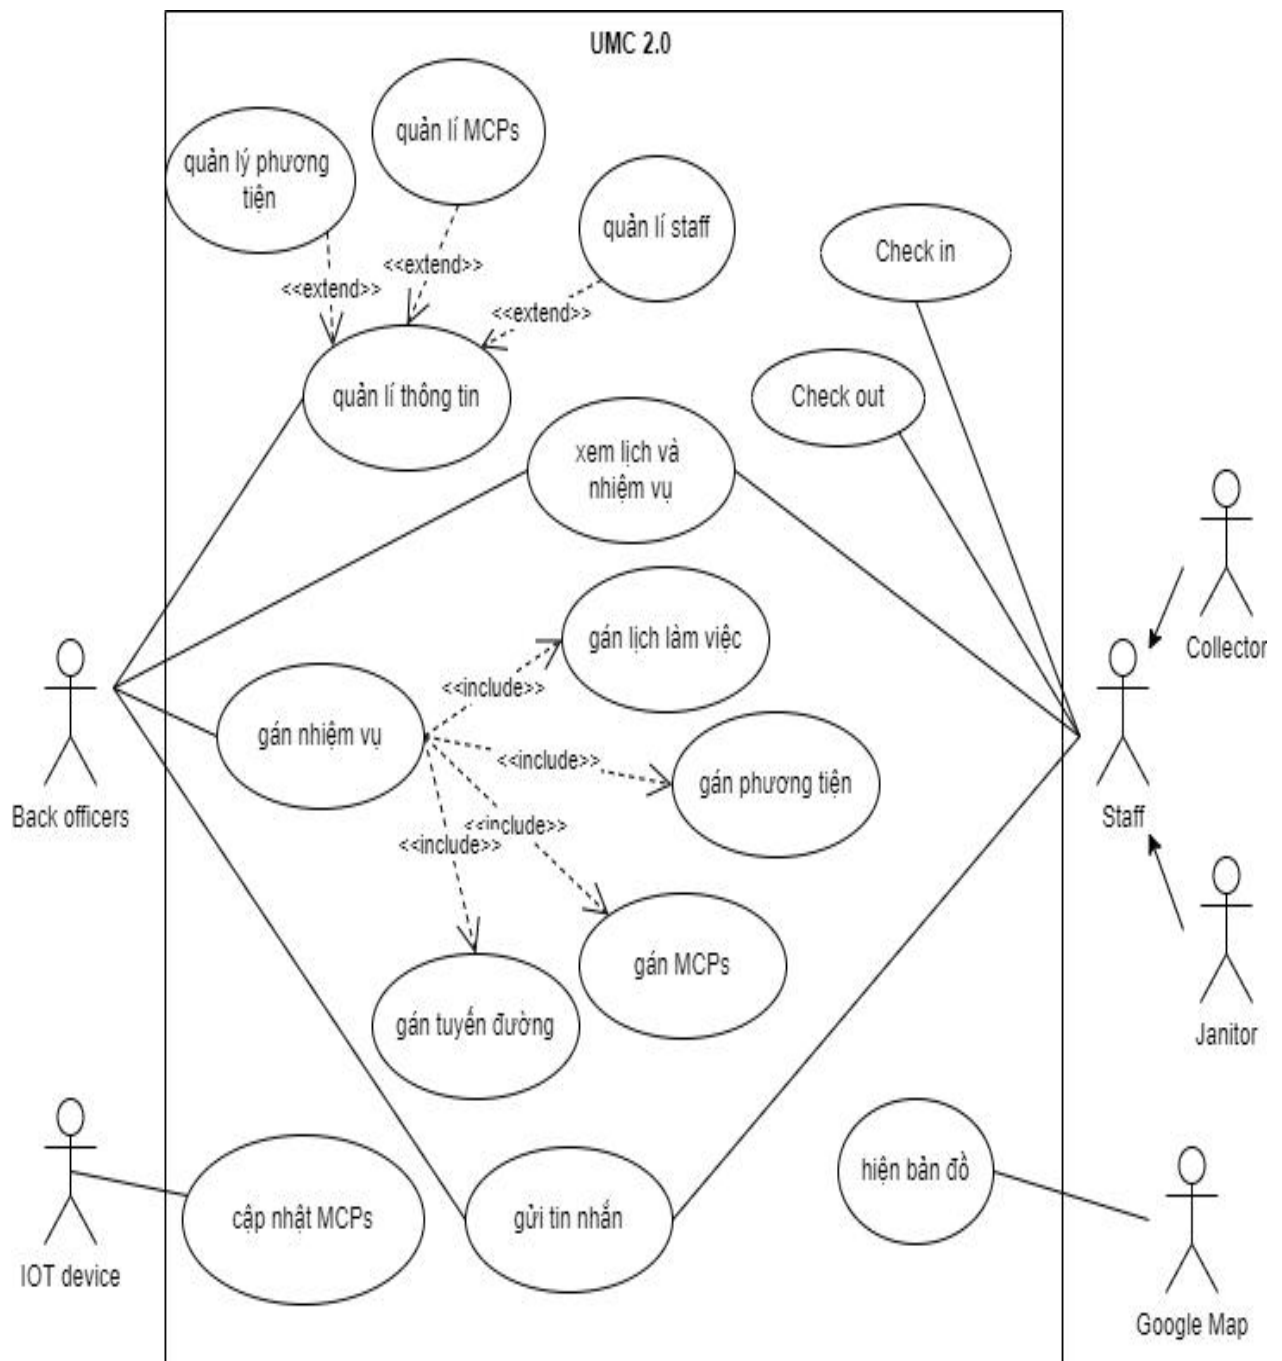 UMC 2.0
quản lí MCPs
quản lý phương
tiện
quản lí staff
Check in
<<extend>>
<<extend>>
<<extend>>
quản lí thông tin
Check out
xem lịch và
nhiệm vụ
gán lịch làm việc
Collector
<<include>>
gán nhiệm vụ
<<include>>
gán phương tiện
Back officers
Staff
<<include>>
<<include>>
gán MCPs
gán tuyến đường
Janitor
hiện bản đồ
cập nhật MCPs
gửi tin nhắn
IOT device
Google Map